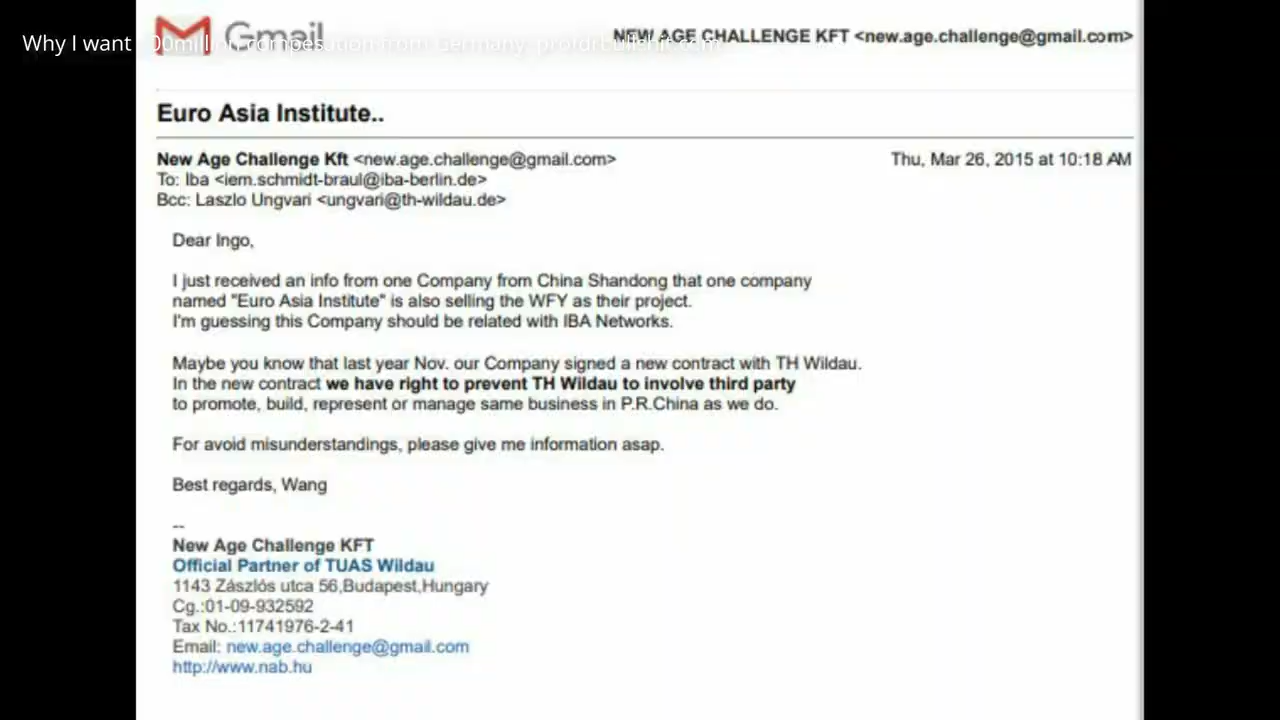 Why I want
Gmail
NEW AGE CHALLENGE KFT <new.age.challenge@gmail.com>
Euro Asia Institute..
New Age Challenge Kft <new.age.challenge@gmail.com>
Thu, Mar 26, 2015 at 10:18 AM
To: Iba <iem.schmidt-braul@iba-berlin.de>
Bcc: Laszlo Ungvari <ungvari@th-wildau.de>
Dear Ingo,
I just received an info from one Company from China Shandong that one company
named "Euro Asia Institute" is also selling the WFY as their project.
I'm guessing this Company should be related with IBA Networks.
Maybe you know that last year Nov. our Company signed a new contract with TH Wildau.
In the new contract we have right to prevent TH Wildau to involve third party
to promote, build, represent or manage same business in P.R.China as we do.
For avoid misunderstandings, please give me information asap.
Best regards, Wang
--
New Age Challenge KFT
Official Partner of TUAS Wildau
1143 Zászlós utca 56,Budapest,Hungary
Cg.:01-09-932592
Tax No.:11741976-2-41
Email: new.age.challenge@gmail.com
http://www.nab.hu